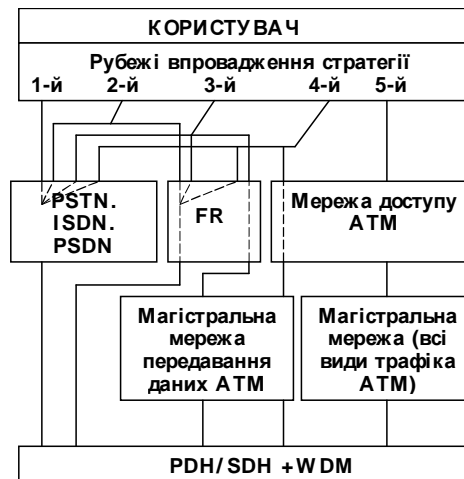 КОРИСТУВАЧ
Рубежі впровадження стратегії
1-й 2-й 3-й 4-й 5-й
PSTN.
ISDN.
PSDN
FR
Мережа доступу
АТМ
Магістральна
мережа
передавання
даних АТМ
Магістральна
мережа (всі
види трафіка
АТМ)
PDH/SDH +WDM